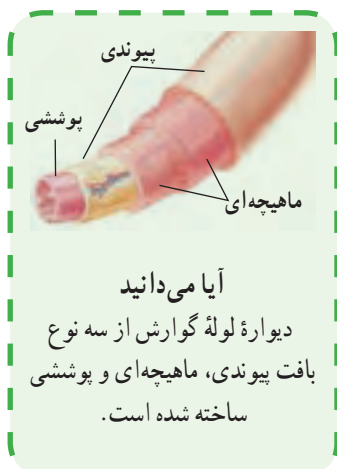 پیوندی
پوششی
ماهیچه‌ای
آیا می‌دانید
دیوارهٔ لولهٔ گوارش از سه نوع
بافت پیوندی، ماهیچه‌ای و پوششی
ساخته شده است.